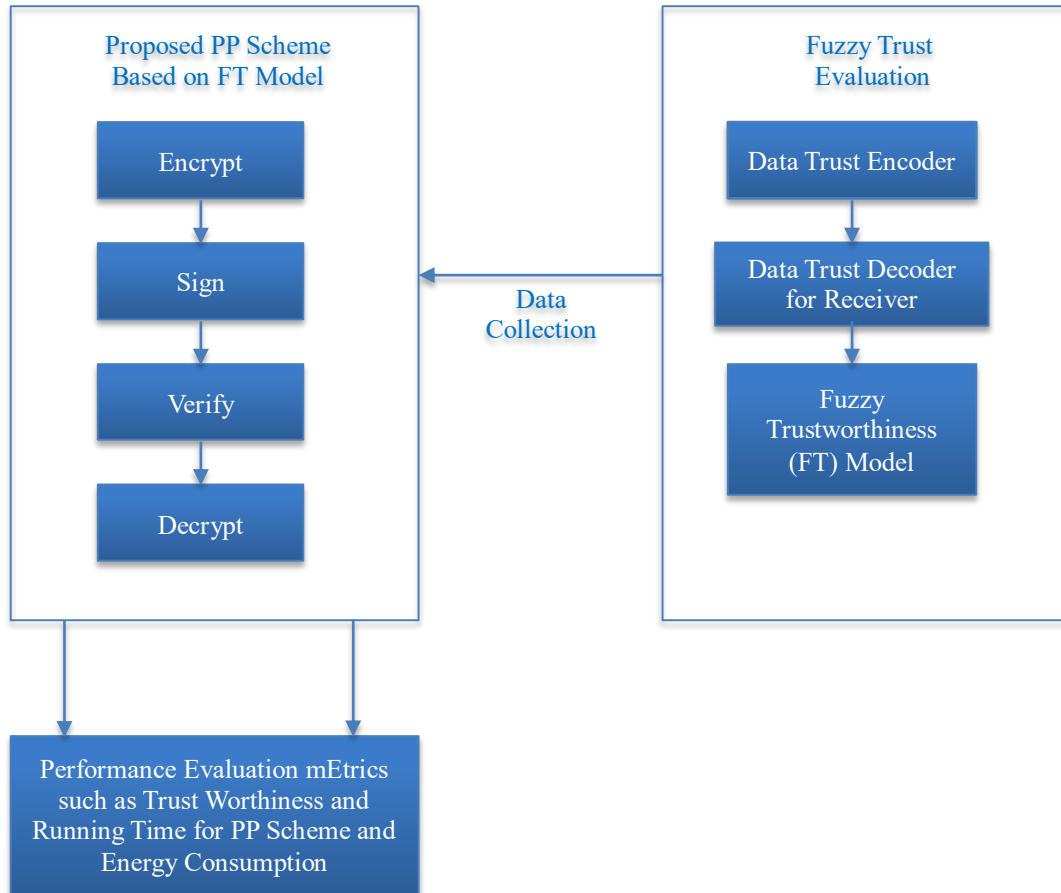 Proposed PP Scheme
Based on FT Model
Encrypt
Sign
Verify
Decrypt
Data
Collection
Fuzzy Trust
Evaluation
Data Trust Encoder
Data Trust Decoder
for Receiver
Fuzzy
Trustworthiness
(FT) Model
Performance Evaluation mEtrics
such as Trust Worthiness and
Running Time for PP Scheme and
Energy Consumption